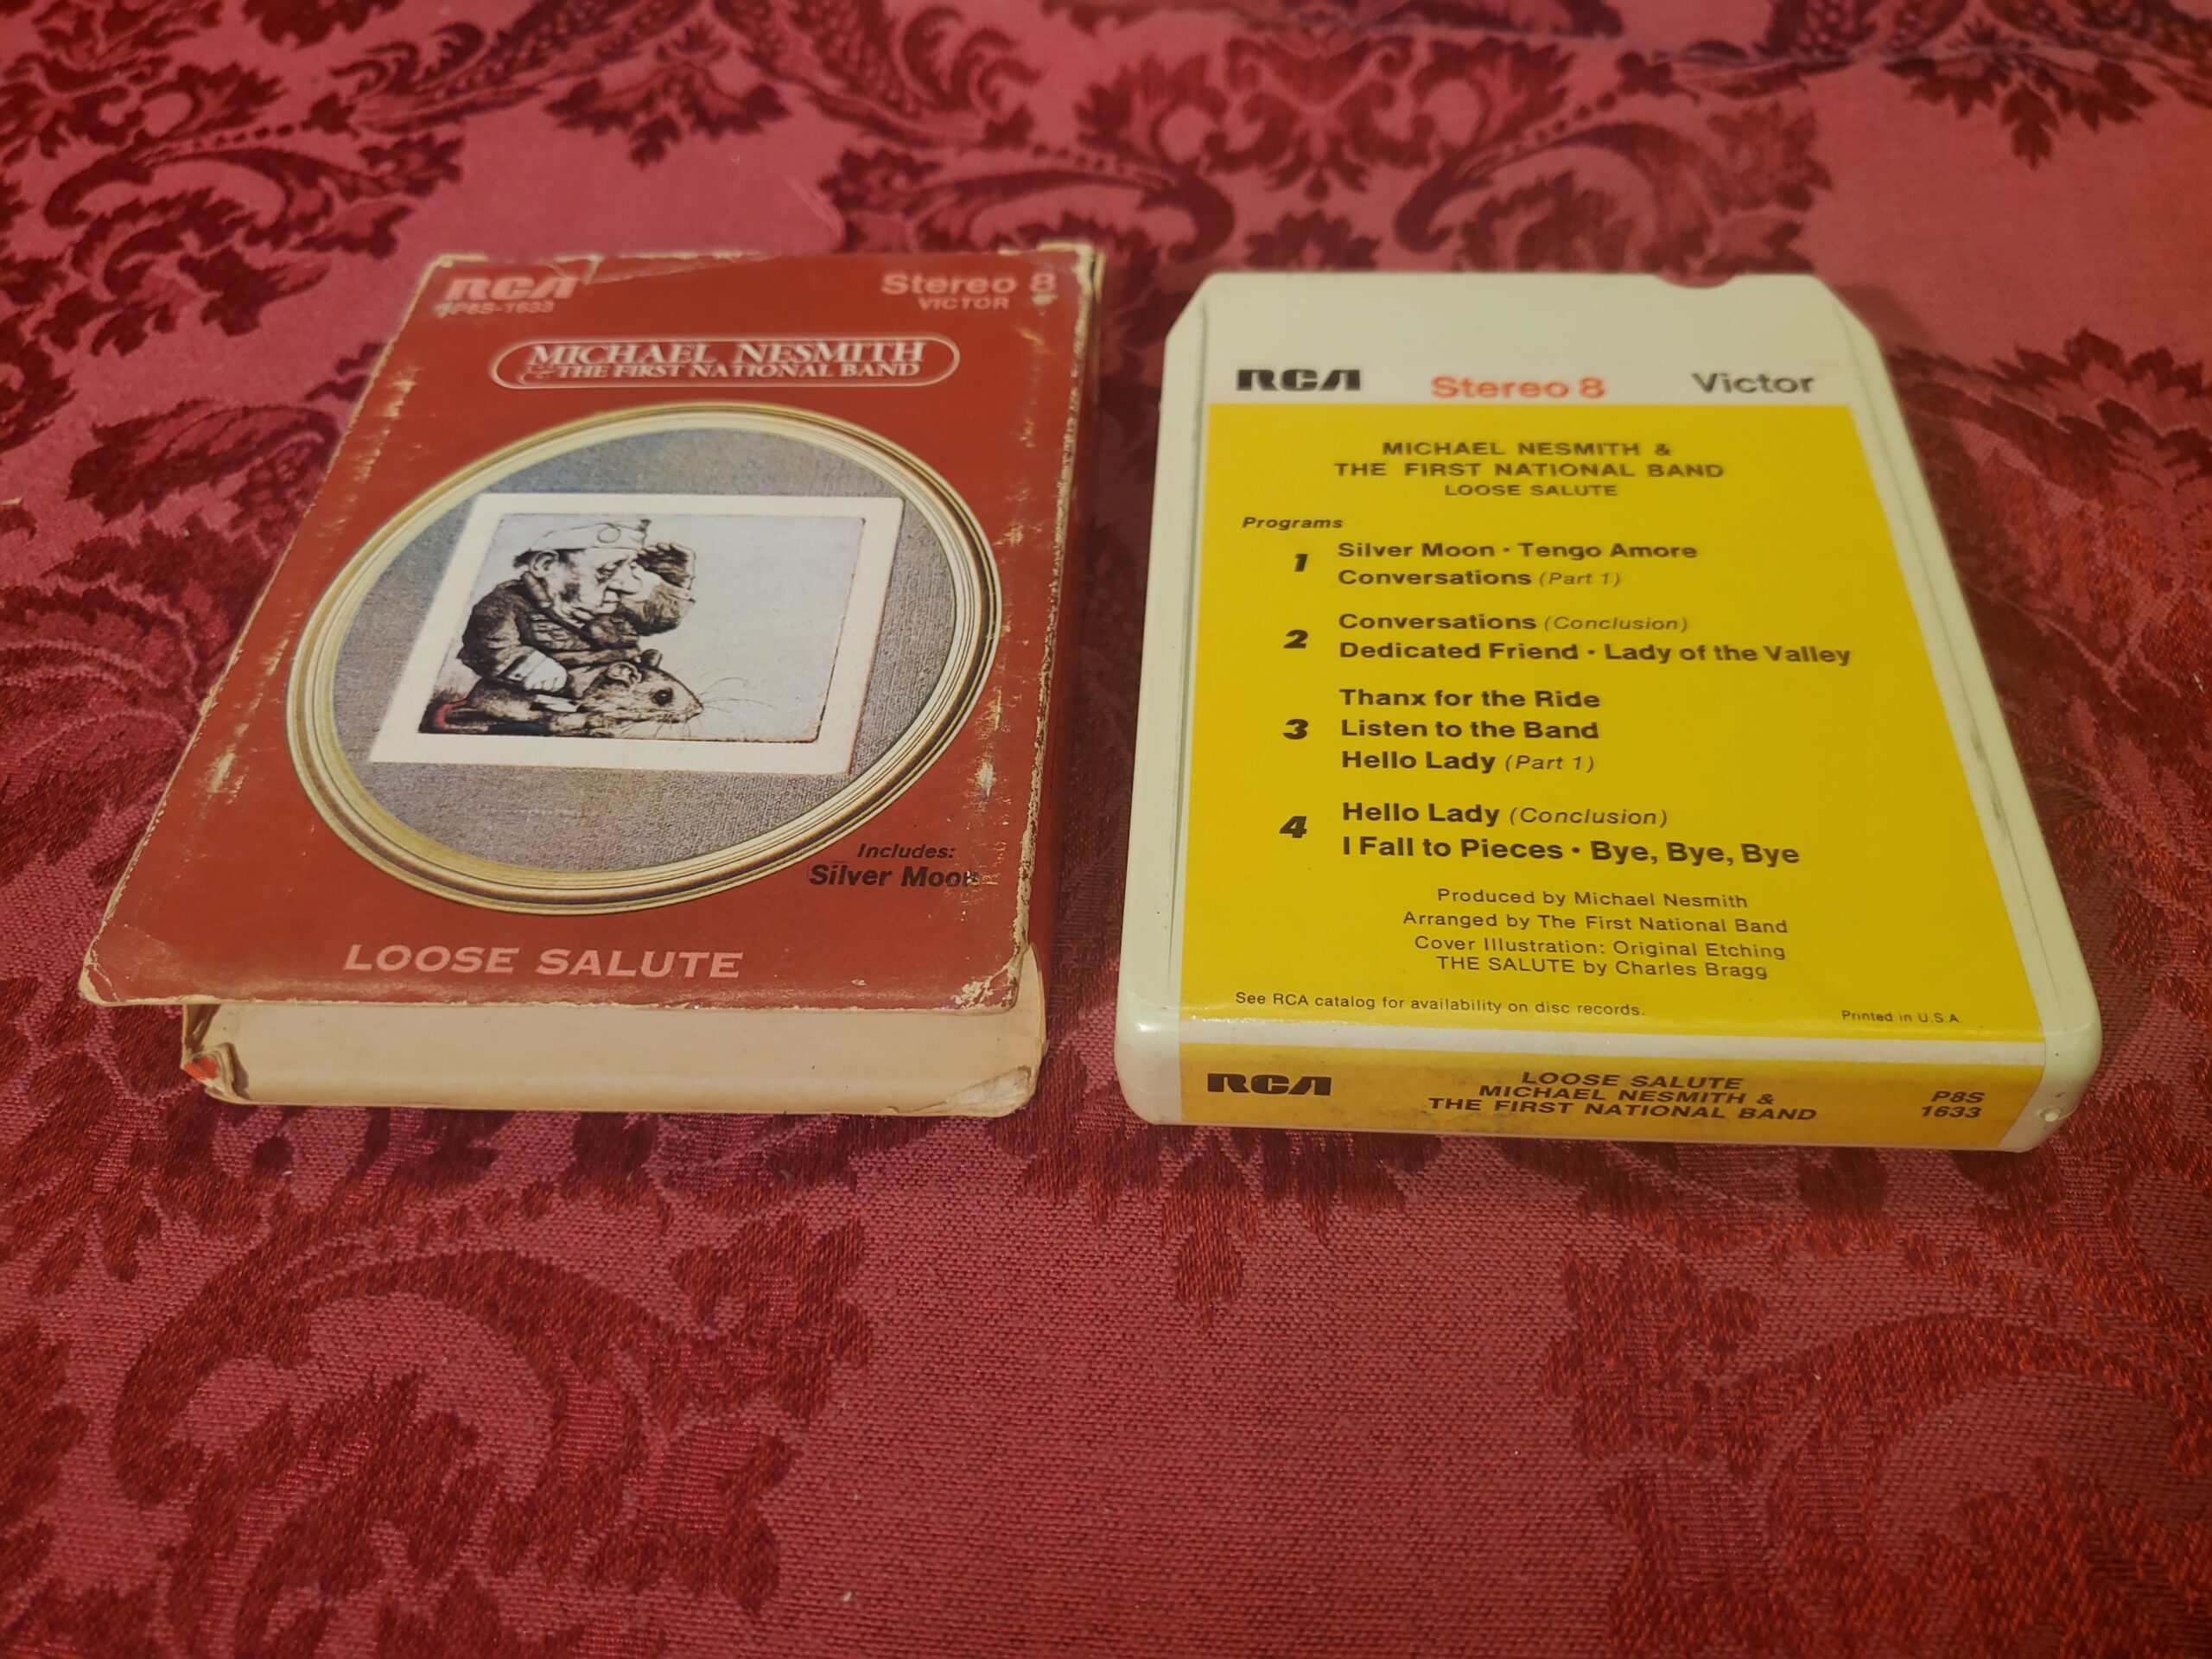 RCA
P8S-1633
Stereo 8
VICTOR
MICHAEL NESMITH
& THE FIRST NATIONAL BAND
Includes:
Silver Moon
LOOSE SALUTE
RCA Stereo 8 Victor
MICHAEL NESMITH &
THE FIRST NATIONAL BAND
LOOSE SALUTE
Programs
1 Silver Moon • Tengo Amore
Conversations (Part 1)
2 Conversations (Conclusion)
Dedicated Friend • Lady of the Valley
Thanx for the Ride
3 Listen to the Band
Hello Lady (Part 1)
4 Hello Lady (Conclusion)
I Fall to Pieces • Bye, Bye, Bye
Produced by Michael Nesmith
Arranged by The First National Band
Cover Illustration: Original Etching
THE SALUTE by Charles Bragg
See RCA catalog for availability on disc records.
Printed in U.S.A.
RCA
LOOSE SALUTE
MICHAEL NESMITH &
THE FIRST NATIONAL BAND
P8S
1633